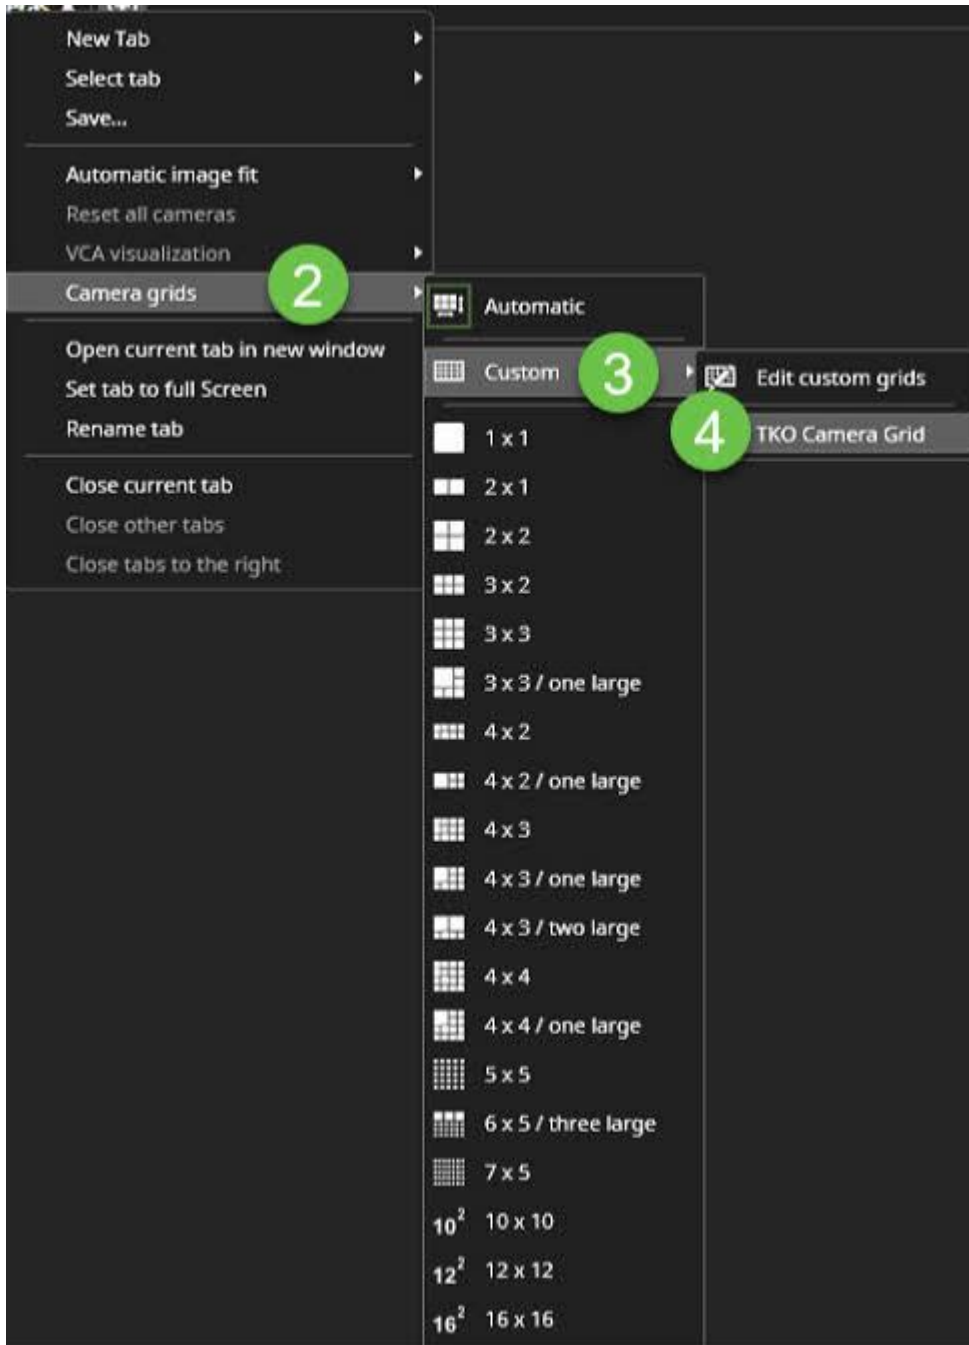 New Tab
Select tab
Save...
Automatic image fit
Reset all cameras
VCA visualization
Camera grids
2
Open current tab in new window
Set tab to full Screen
Rename tab
Close current tab
Close other tabs
Close tabs to the right
Automatic
Custom
3
1 x 1
2 x 1
2 x 2
3 x 2
3 x 3
3 x 3 / one large
4 x 2
4 x 2 / one large
4 x 3
4 x 3 / one large
4 x 3 / two large
4 x 4
4 x 4 / one large
5 x 5
6 x 5 / three large
7 x 5
10² 10 x 10
12² 12 x 12
16² 16 x 16
Edit custom grids
4 TKO Camera Grid